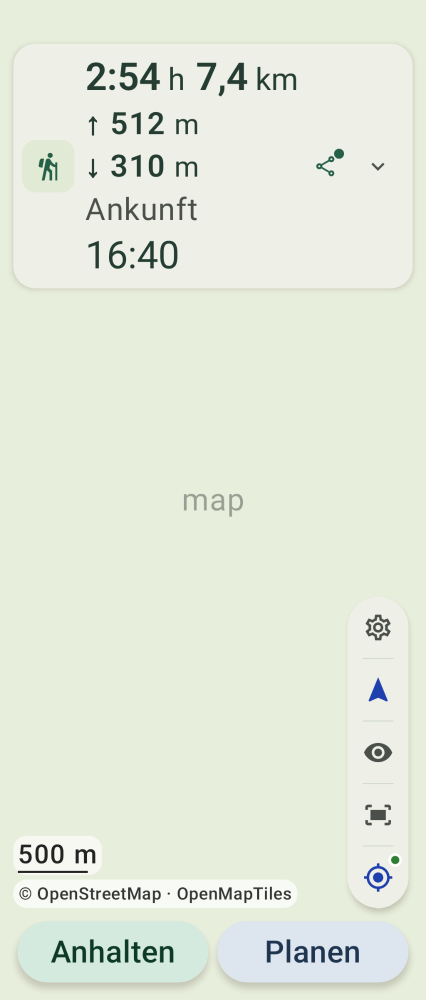 2:54 h 7,4 km
↑ 512 m
↓ 310 m
Ankunft
16:40
map
500 m
© OpenStreetMap · OpenMapTiles
Anhalten Planen